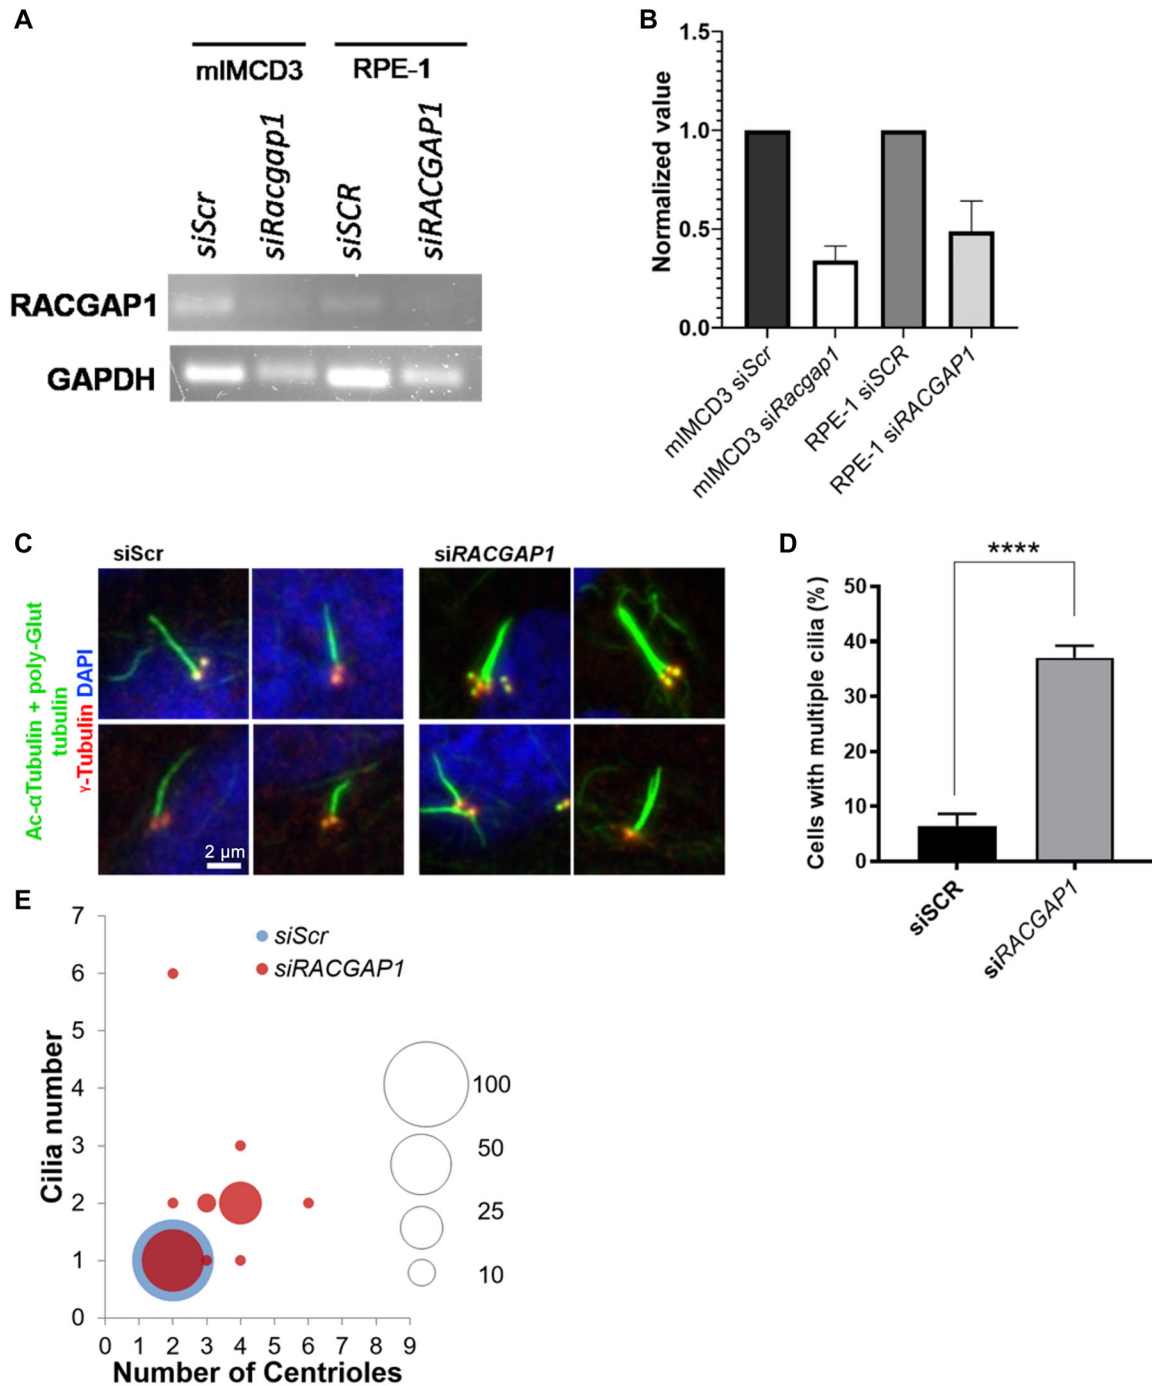 A
mIMCD3
RPE-1
siScr
siRacgap1
siSCR
siRACGAP1
RACGAP1
GAPDH
B
Normalized value
1.5
1.0
0.5
0.0
mIMCD3 siScr
mIMCD3 siRacgap1
RPE-1 siSCR
RPE-1 siRACGAP1
C
siScr
siRACGAP1
Ac-αTubulin + poly-Glut
tubulin
γ-Tubulin DAPI
2 μm
D
****
Cells with multiple cilia (%)
50
40
30
20
10
0
siSCR
siRACGAP1
E
Cilia number
7
6
5
4
3
2
1
0
siScr
siRACGAP1
100
50
25
10
0 1 2 3 4 5 6 7 8 9
Number of Centrioles